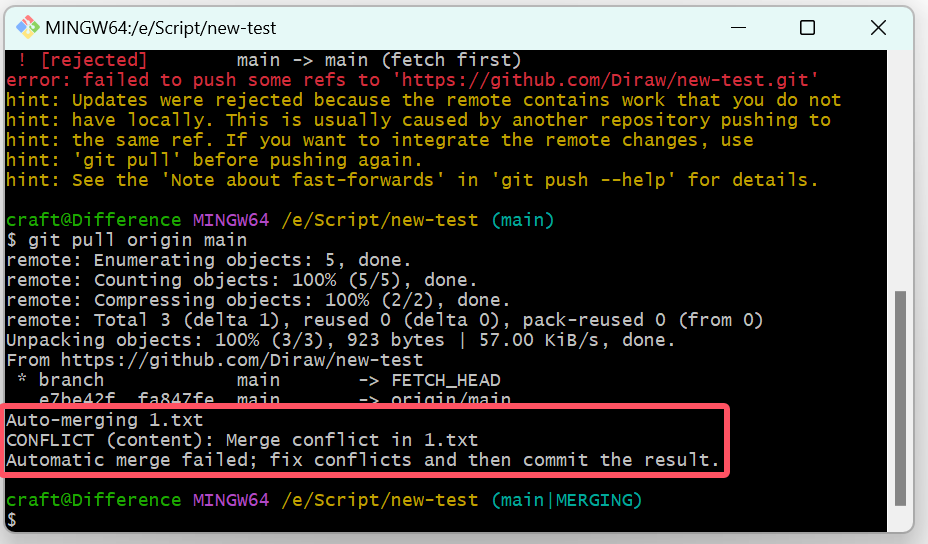 MINGW64:/e/Script/new-test
! [rejected]        main -> main (fetch first)
error: failed to push some refs to 'https://github.com/Diraw/new-test.git'
hint: Updates were rejected because the remote contains work that you do not
hint: have locally. This is usually caused by another repository pushing to
hint: the same ref. If you want to integrate the remote changes, use
hint: 'git pull' before pushing again.
hint: See the 'Note about fast-forwards' in 'git push --help' for details.
craft@Difference MINGW64 /e/Script/new-test (main)
$ git pull origin main
remote: Enumerating objects: 5, done.
remote: Counting objects: 100% (5/5), done.
remote: Compressing objects: 100% (2/2), done.
remote: Total 3 (delta 1), reused 0 (delta 0), pack-reused 0 (from 0)
Unpacking objects: 100% (3/3), 923 bytes | 57.00 KiB/s, done.
From https://github.com/Diraw/new-test
* branch            main       -> FETCH_HEAD
e7be42f..fa847fe  main       -> origin/main
Auto-merging 1.txt
CONFLICT (content): Merge conflict in 1.txt
Automatic merge failed; fix conflicts and then commit the result.
craft@Difference MINGW64 /e/Script/new-test (main|MERGING)
$